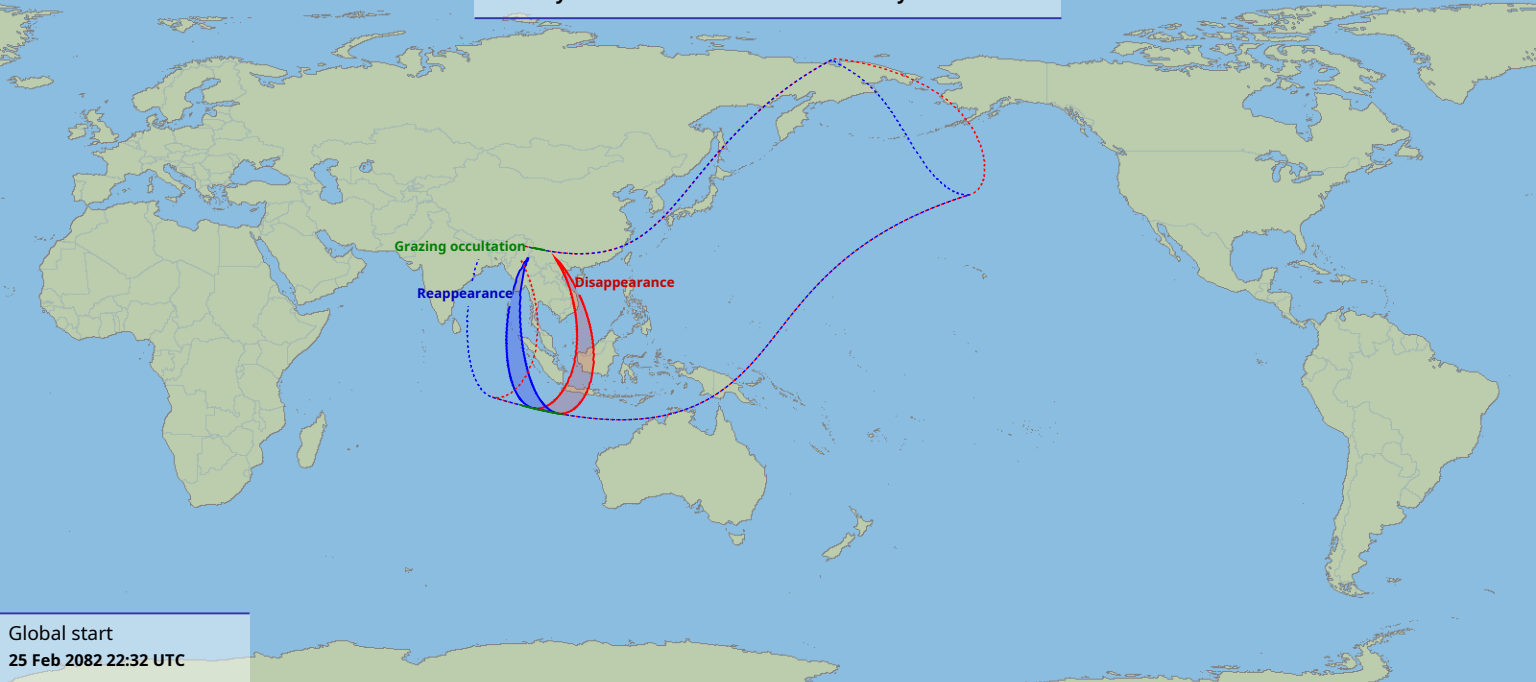 Grazing occultation
Disappearance
Reappearance
Global start
25 Feb 2082 22:32 UTC